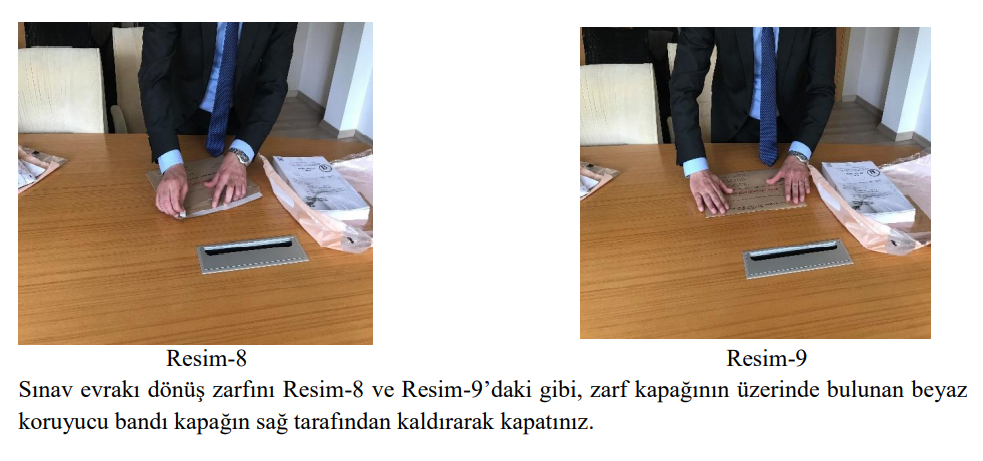 Resim-8
Resim-9
Sınav evrakı dönüş zarfını Resim-8 ve Resim-9’daki gibi, zarf kapağının üzerinde bulunan beyaz
koruyucu bandı kapağın sağ tarafından kaldırarak kapatınız.